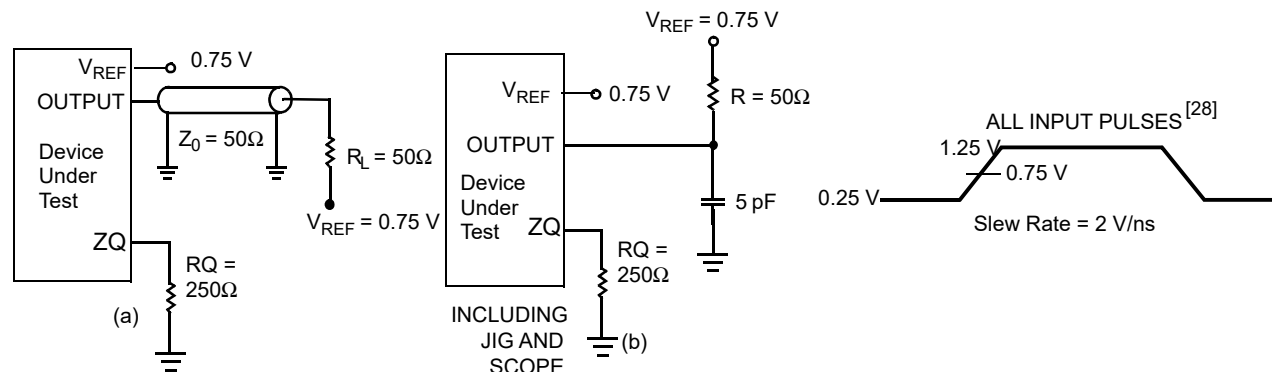 V_REF
0.75 V
OUTPUT
Z_0 = 50Ω
Device
Under
Test
R_L = 50Ω
V_REF = 0.75 V
ZQ
RQ =
250Ω
(a)
V_REF = 0.75 V
R = 50Ω
V_REF
0.75 V
OUTPUT
Device
Under
Test
5 pF
ZQ
RQ =
250Ω
INCLUDING
JIG AND
SCOPE
(b)
ALL INPUT PULSES[28]
1.25 V
0.75 V
0.25 V
Slew Rate = 2 V/ns